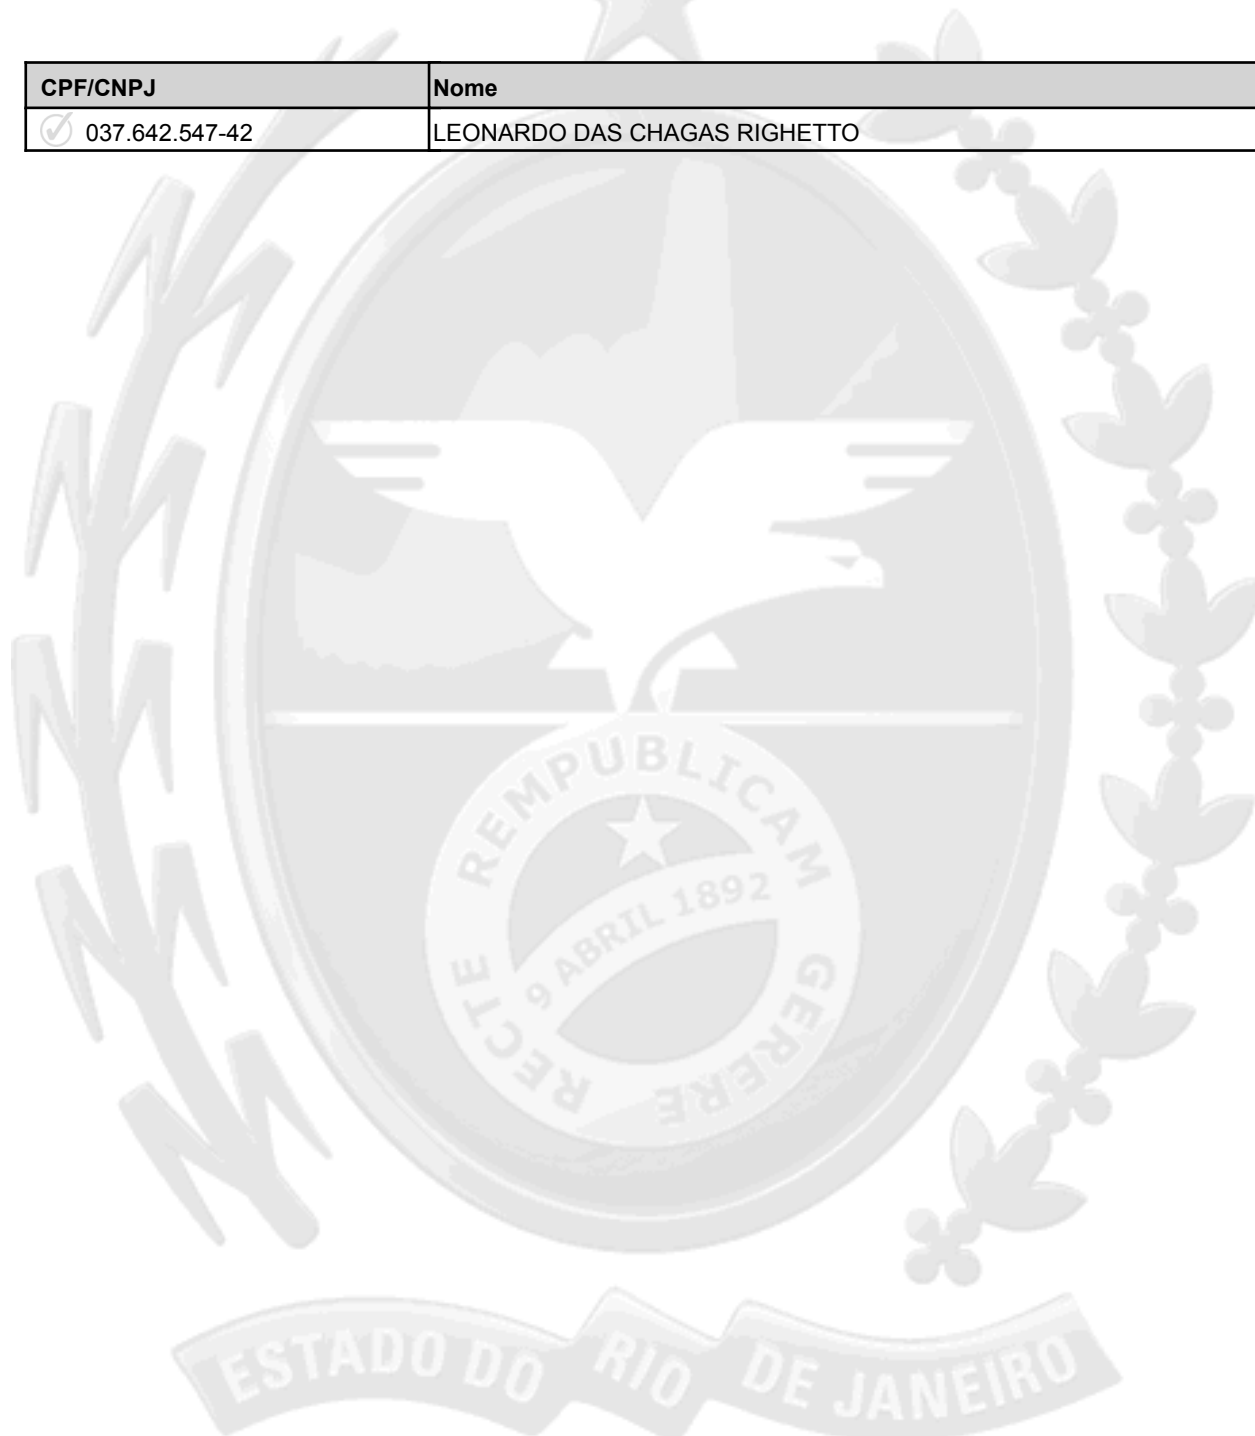 CPF/CNPJ Nome
037.642.547-42 LEONARDO DAS CHAGAS RIGHETTO
REMPUBLICAM
9 ABRIL 1892
RECTE GERERE
ESTADO DO RIO DE JANEIRO